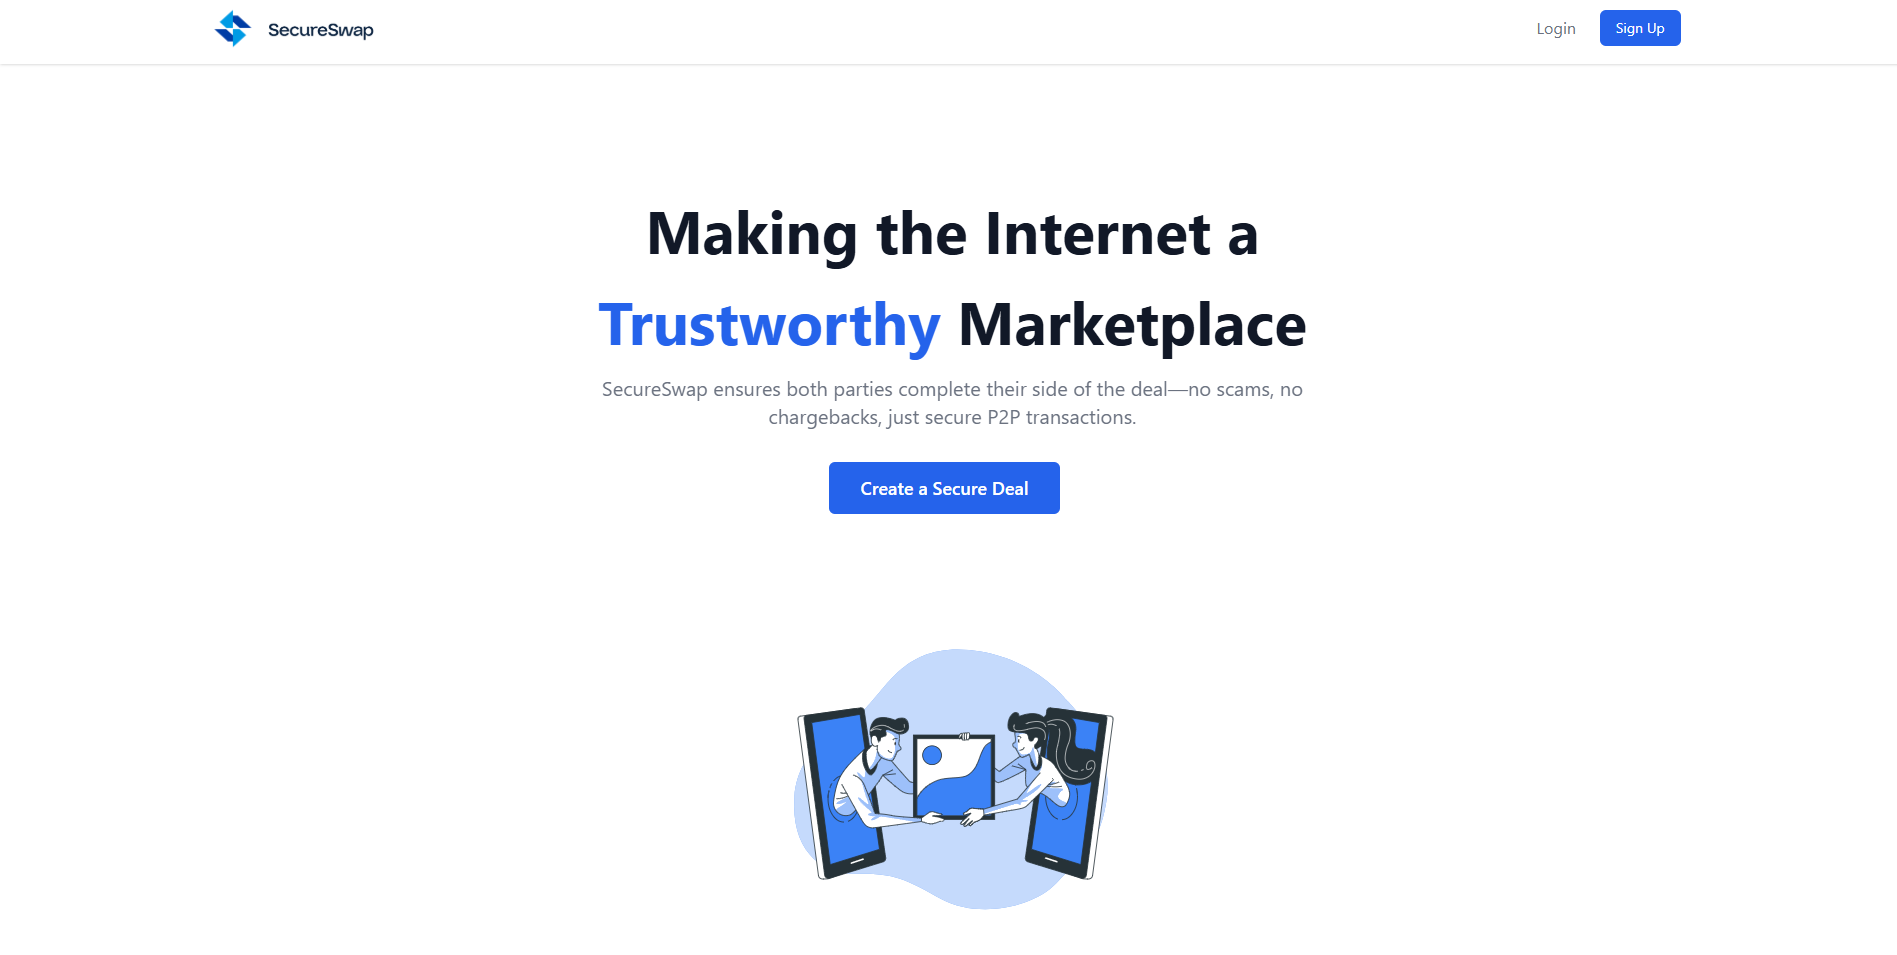 SecureSwap
Login
Sign Up
Making the Internet a
Trustworthy Marketplace
SecureSwap ensures both parties complete their side of the deal—no scams, no
chargebacks, just secure P2P transactions.
Create a Secure Deal